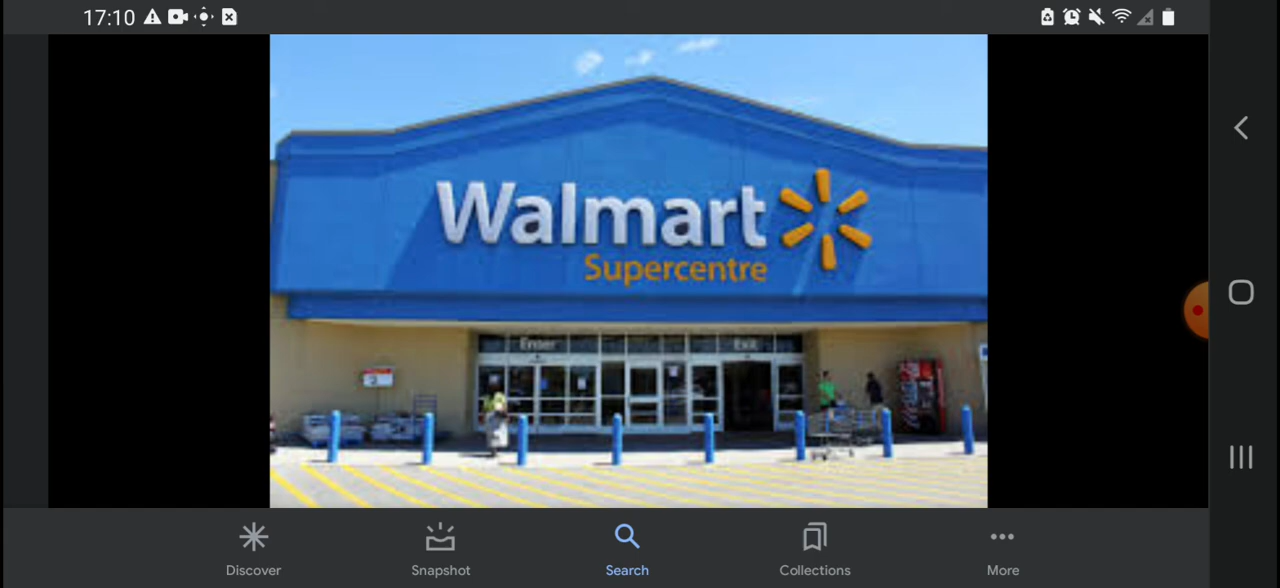 17:10
Walmart
Supercentre
Enter
Exit
Discover
Snapshot
Search
Collections
More